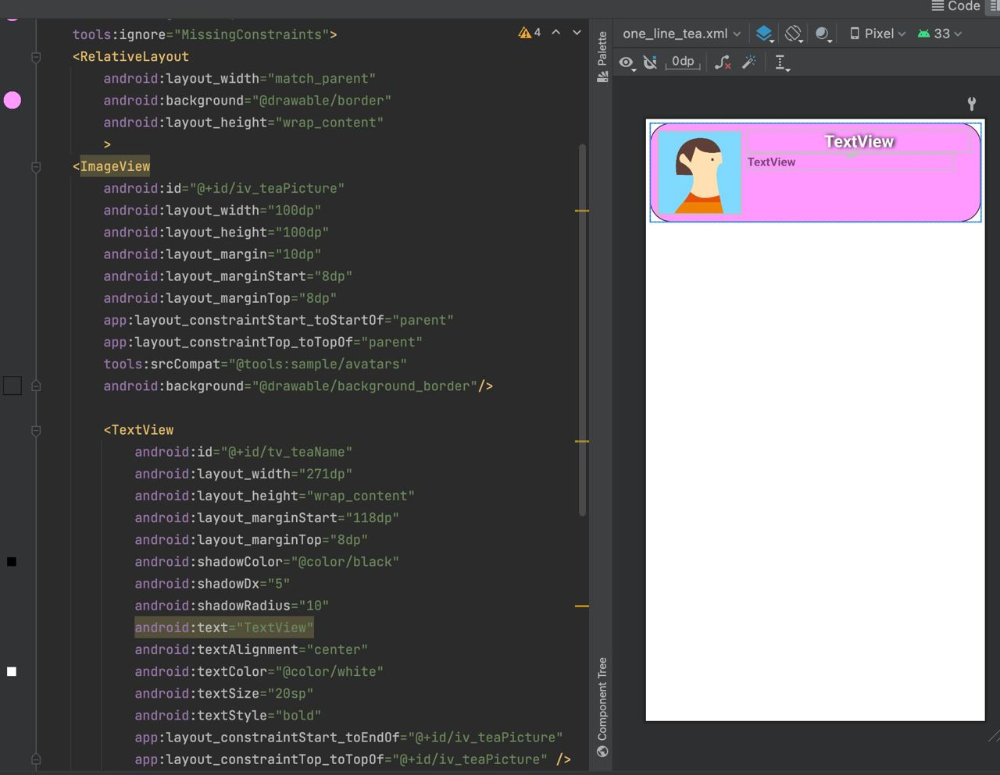 Code
tools:ignore="MissingConstraints">
4
<RelativeLayout
android:layout_width="match_parent"
android:background="@drawable/border"
android:layout_height="wrap_content"
>
<ImageView
android:id="@+id/iv_teaPicture"
android:layout_width="100dp"
android:layout_height="100dp"
android:layout_margin="10dp"
android:layout_marginStart="8dp"
android:layout_marginTop="8dp"
app:layout_constraintStart_toStartOf="parent"
app:layout_constraintTop_toTopOf="parent"
tools:srcCompat="@tools:sample/avatars"
android:background="@drawable/background_border"/>
<TextView
android:id="@+id/tv_teaName"
android:layout_width="271dp"
android:layout_height="wrap_content"
android:layout_marginStart="118dp"
android:layout_marginTop="8dp"
android:shadowColor="@color/black"
android:shadowDx="5"
android:shadowRadius="10"
android:text="TextView"
android:textAlignment="center"
android:textColor="@color/white"
android:textSize="20sp"
android:textStyle="bold"
app:layout_constraintStart_toEndOf="@+id/iv_teaPicture"
app:layout_constraintTop_toTopOf="@+id/iv_teaPicture" />
Palette
Component Tree
one_line_tea.xml
Pixel
33
0dp
TextView
TextView